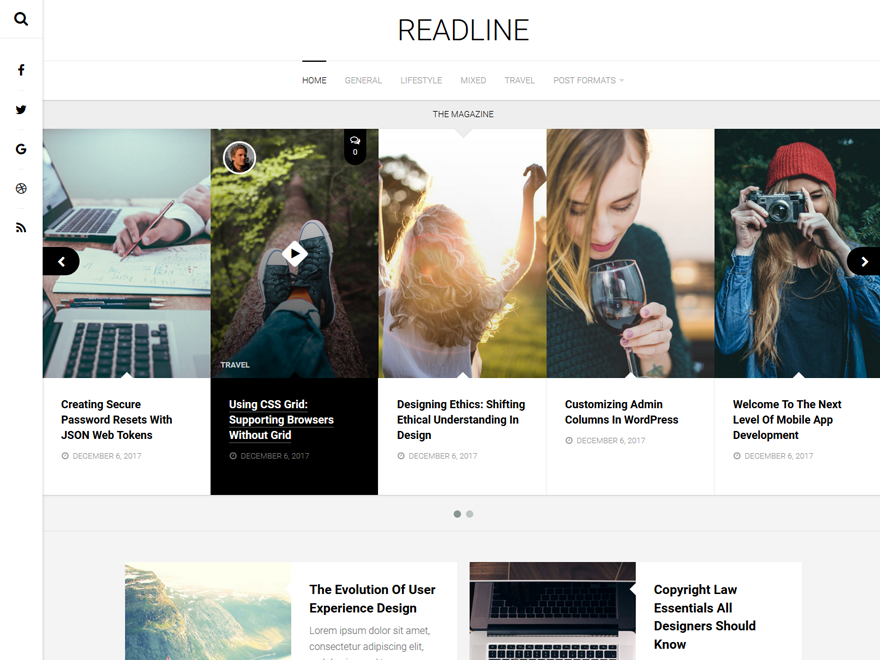 READLINE
HOME GENERAL LIFESTYLE MIXED TRAVEL POST FORMATS
THE MAGAZINE
0
TRAVEL
Creating Secure
Password Resets With
JSON Web Tokens
DECEMBER 6, 2017
Using CSS Grid:
Supporting Browsers
Without Grid
DECEMBER 6, 2017
Designing Ethics: Shifting
Ethical Understanding In
Design
DECEMBER 6, 2017
Customizing Admin
Columns In WordPress
DECEMBER 6, 2017
Welcome To The Next
Level Of Mobile App
Development
DECEMBER 6, 2017
The Evolution Of User
Experience Design
Lorem ipsum dolor sit amet,
consectetur adipiscing elit,
Copyright Law
Essentials All
Designers Should
Know